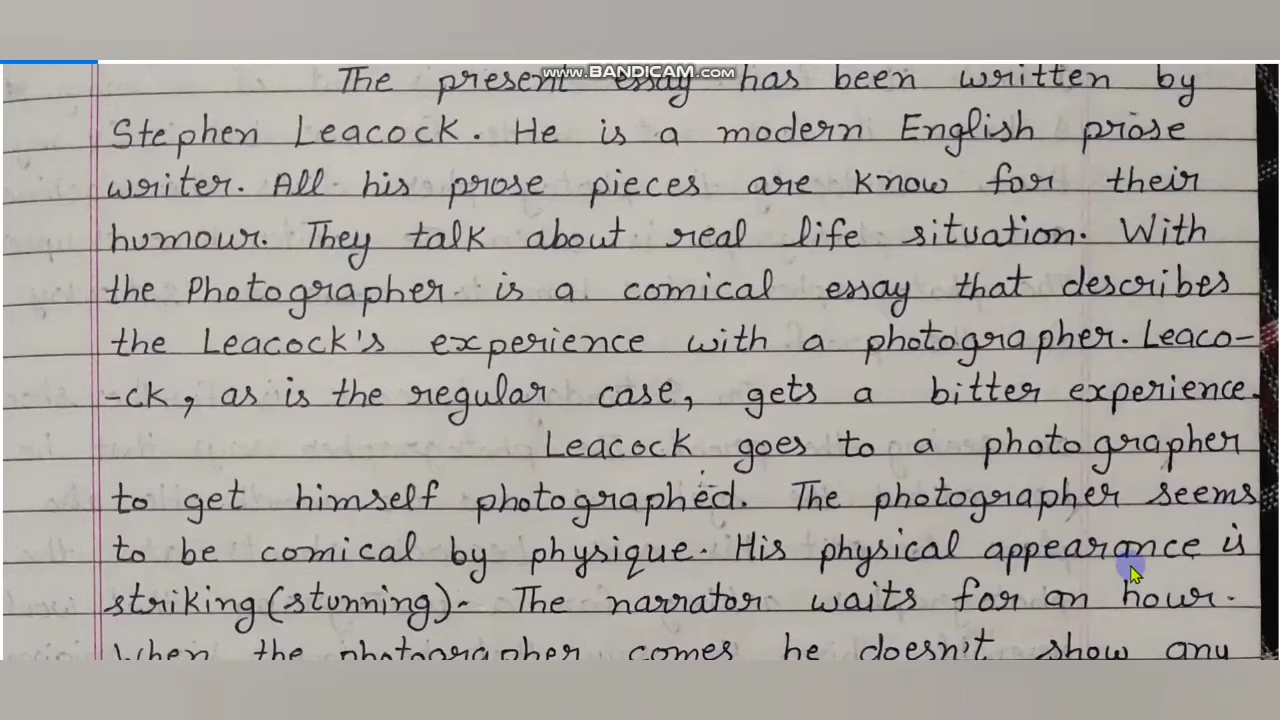 www.BANDICAM.com
The present essay has been written by
Stephen Leacock. He is a modern English prose
writer. All his prose pieces are know for their
humour. They talk about real life situation. With
the Photographer is a comical essay that describes
the Leacock's experience with a photographer. Leaco-
-ck, as is the regular case, gets a bitter experience.
Leacock goes to a photographer
to get himself photographed. The photographer seems
to be comical by physique. His physical appearance is
striking (stunning)- The narrator waits for an hour.
When the photographer comes he doesn't show any